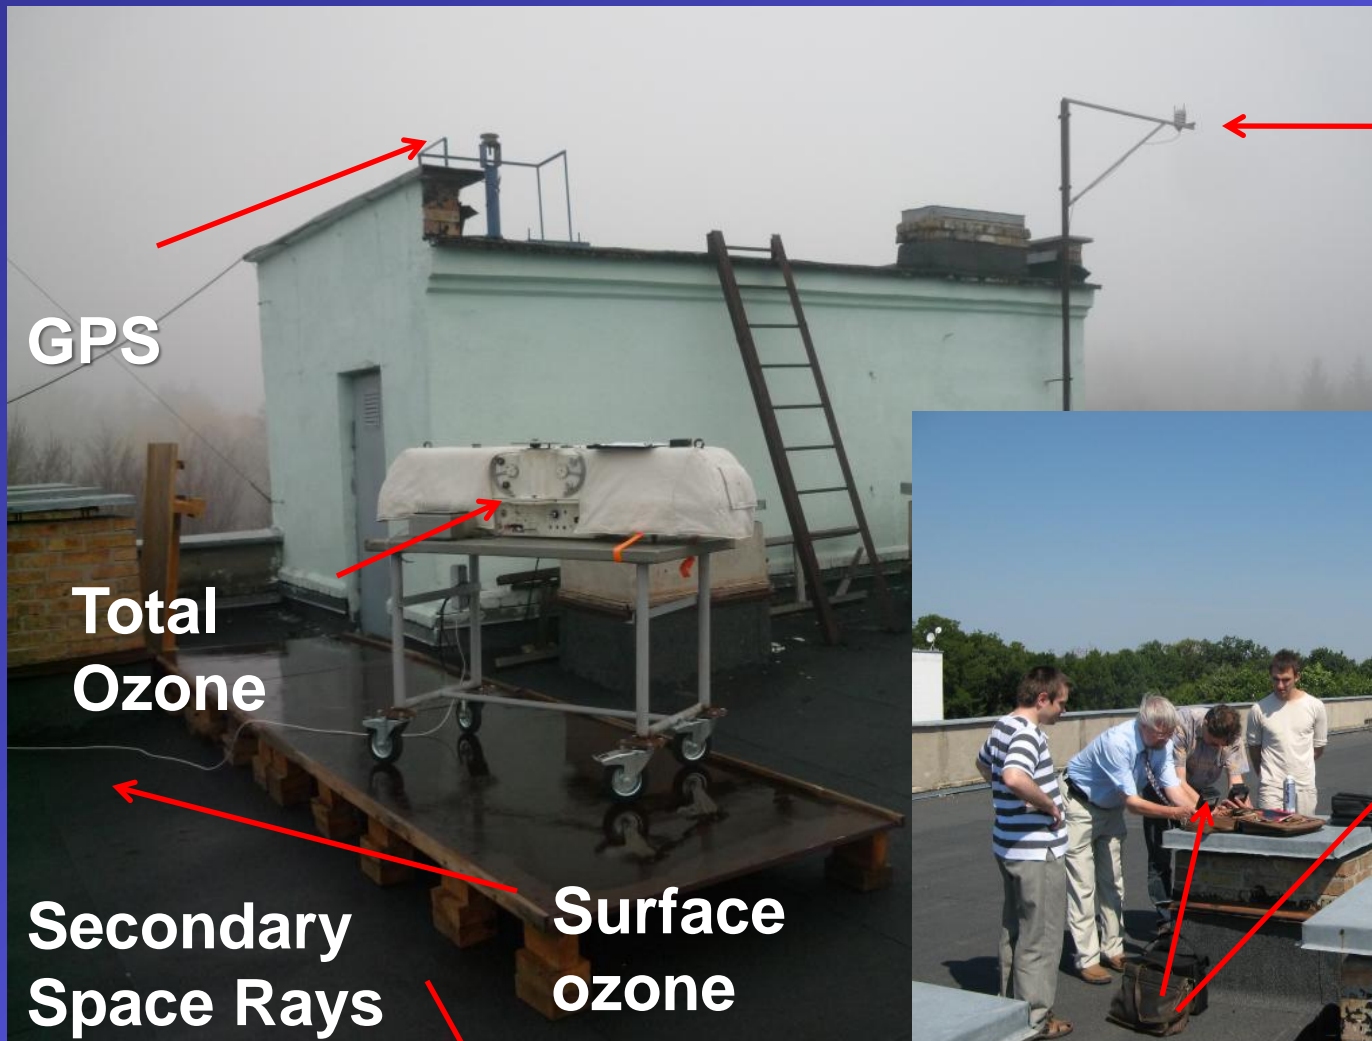 GPS
Total
Ozone
Secondary
Space Rays
Surface
ozone